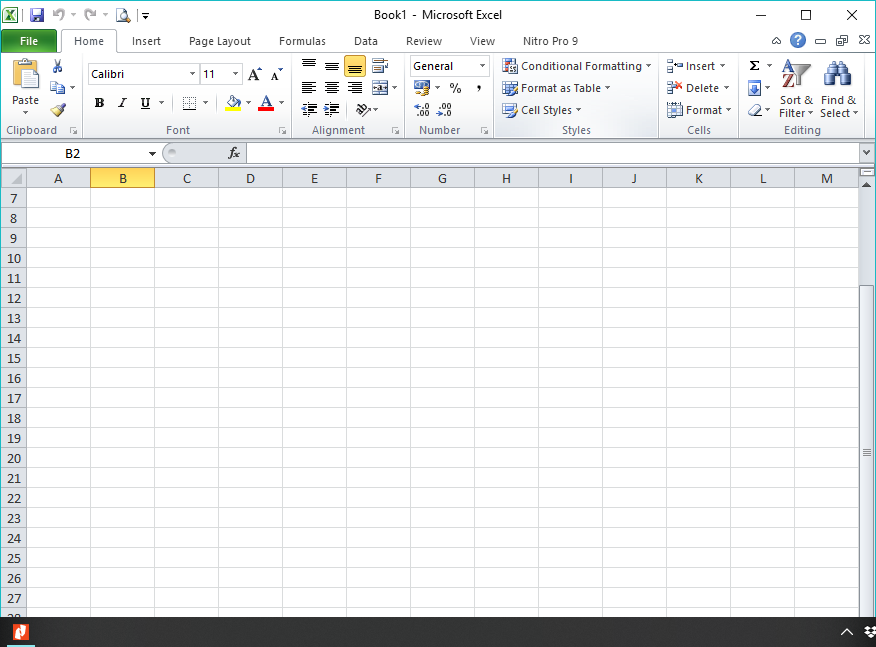 Book1 - Microsoft Excel
File Home Insert Page Layout Formulas Data Review View Nitro Pro 9
Calibri 11 General Conditional Formatting Insert Σ
Paste Format as Table Delete Sort & Find &
B I U A % , Cell Styles Format Filter Select
Clipboard Font Alignment Number Styles Cells Editing
B2 fx
A B C D E F G H I J K L M
7
8
9
10
11
12
13
14
15
16
17
18
19
20
21
22
23
24
25
26
27
28